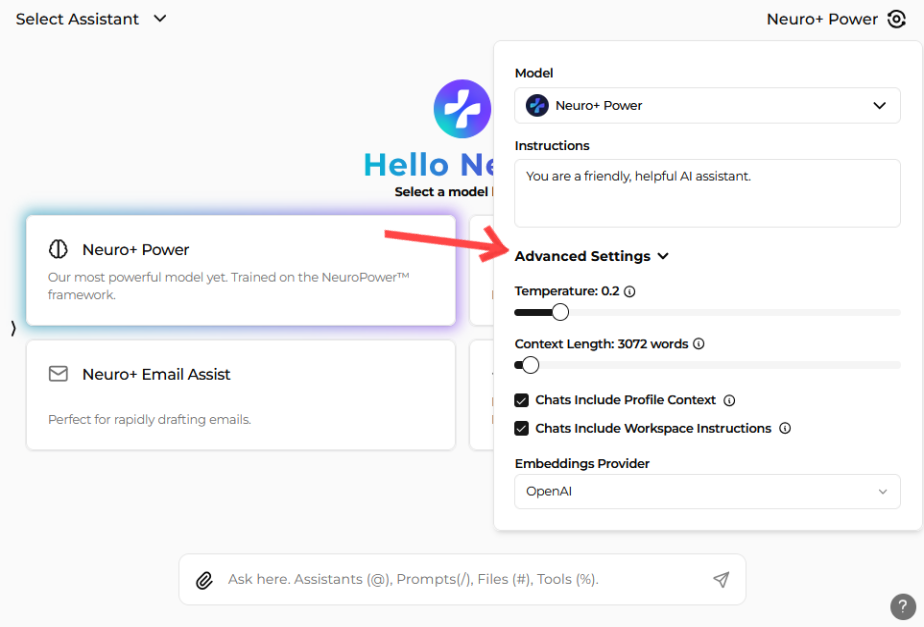 Select Assistant
Neuro+ Power
Hello Ne
Select a model
Neuro+ Power
Our most powerful model yet. Trained on the NeuroPower™
framework.
Neuro+ Email Assist
Perfect for rapidly drafting emails.
Model
Neuro+ Power
Instructions
You are a friendly, helpful AI assistant.
Advanced Settings
Temperature: 0.2
Context Length: 3072 words
Chats Include Profile Context
Chats Include Workspace Instructions
Embeddings Provider
OpenAI
Ask here. Assistants (@), Prompts(/), Files (#), Tools (%).
?